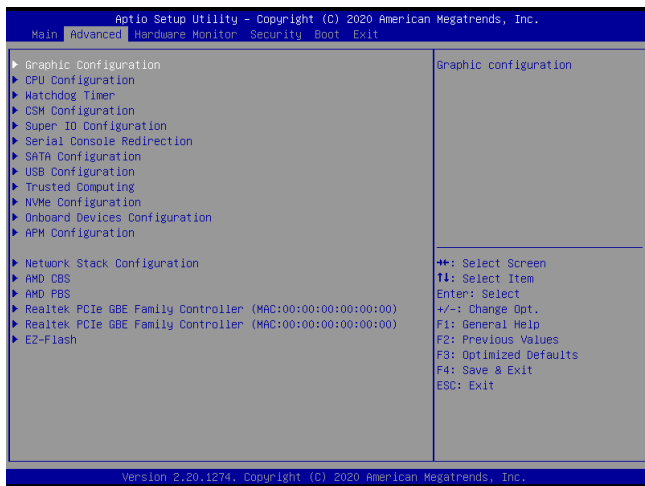 Aptio Setup Utility – Copyright (C) 2020 American Megatrends, Inc.
Main Advanced Hardware Monitor Security Boot Exit
Graphic Configuration
CPU Configuration
Watchdog Timer
CSM Configuration
Super IO Configuration
Serial Console Redirection
SATA Configuration
USB Configuration
Trusted Computing
NVMe Configuration
Onboard Devices Configuration
APM Configuration
Network Stack Configuration
AMD CBS
AMD PBS
Realtek PCIe GBE Family Controller (MAC:00:00:00:00:00:00)
Realtek PCIe GBE Family Controller (MAC:00:00:00:00:00:00)
EZ-Flash
Graphic configuration
→←: Select Screen
↑↓: Select Item
Enter: Select
+/-: Change Opt.
F1: General Help
F2: Previous Values
F3: Optimized Defaults
F4: Save & Exit
ESC: Exit
Version 2.20.1274. Copyright (C) 2020 American Megatrends, Inc.